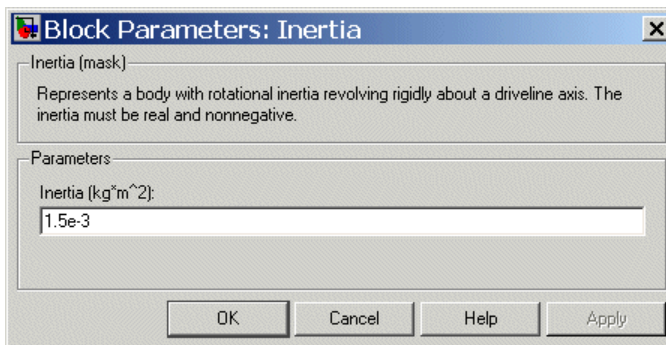 Block Parameters: Inertia
Inertia (mask)
Represents a body with rotational inertia revolving rigidly about a driveline axis. The
inertia must be real and nonnegative.
Parameters
Inertia (kg*m^2):
1.5e-3
OK Cancel Help Apply